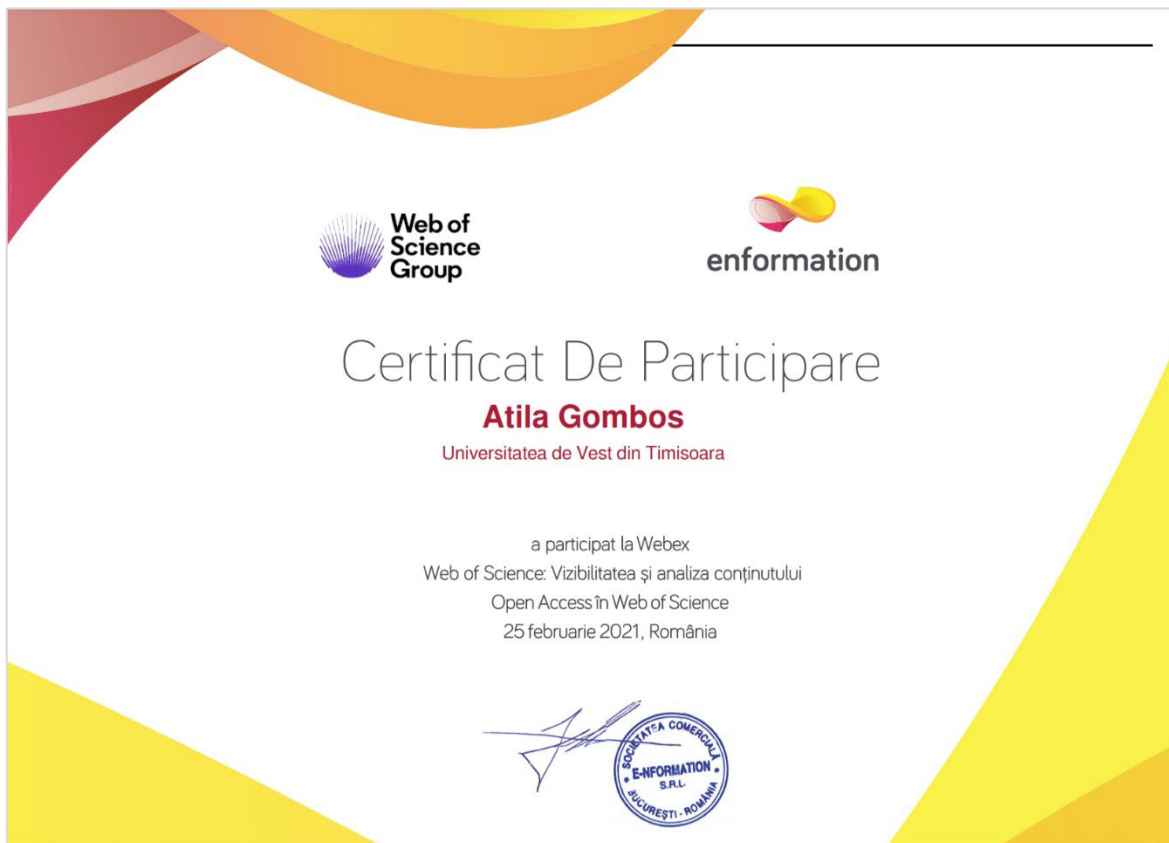 Web of
Science
Group
enformation
Certificat De Participare
Atila Gombos
Universitatea de Vest din Timisoara
a participat la Webex
Web of Science: Vizibilitatea și analiza conținutului
Open Access în Web of Science
25 februarie 2021, România
SOCIETATEA COMERCIALĂ
E-NFORMATION
S.R.L.
BUCUREȘTI - ROMÂNIA